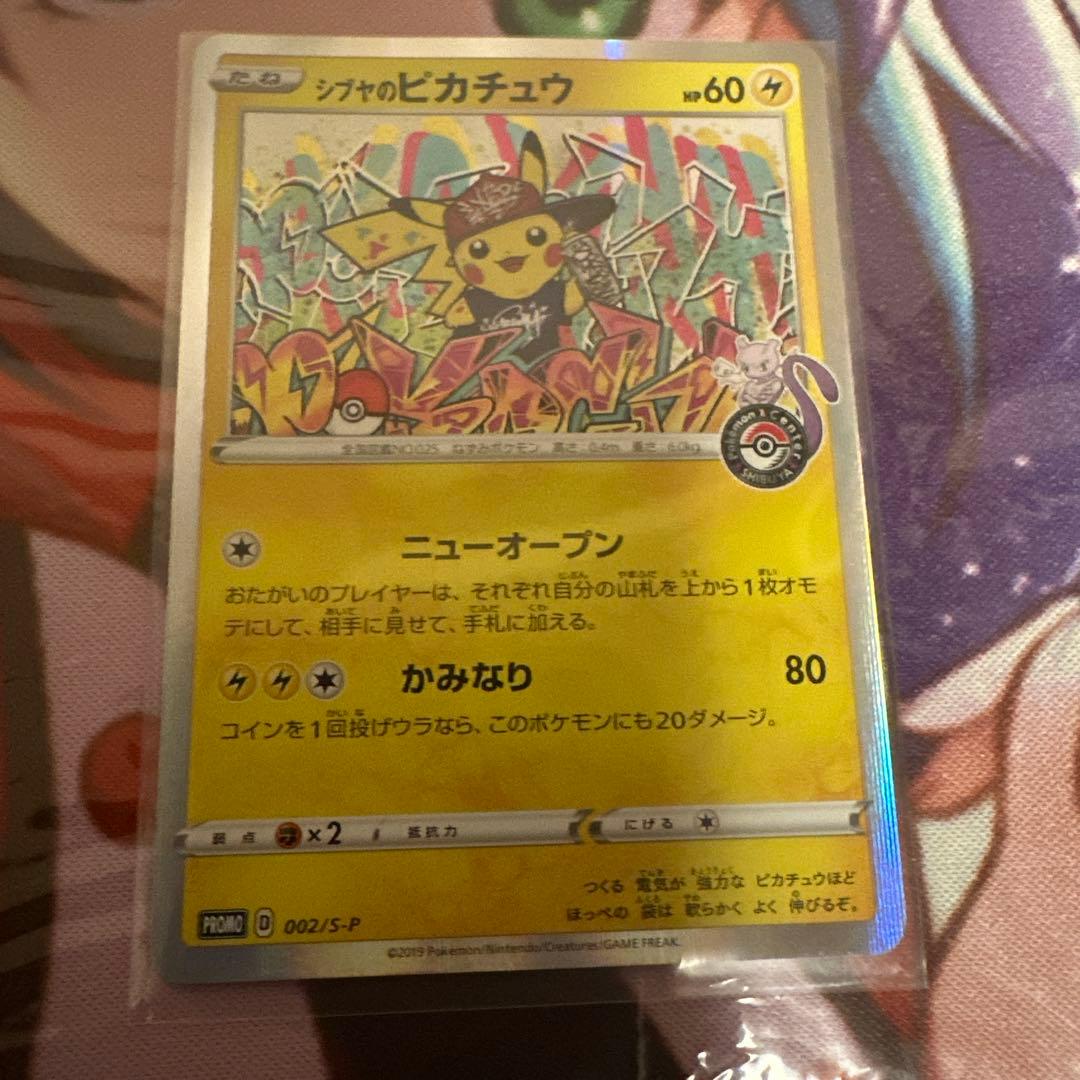 たね シブヤのピカチュウ HP60
Pokémon Center
SHIBUYA
全国図鑑NO.025 ねずみポケモン 高さ:0.4m 重さ:6.0kg
ニューオープン
おたがいのプレイヤーは、それぞれ自分の山札を上から1枚オモ
テにして、相手に見せて、手札に加える。
かみなり 80
コインを1回投げウラなら、このポケモンにも20ダメージ。
弱点 ×2 抵抗力 にげる
つくる 電気が 強力な ピカチュウほど
ほっぺの 袋は 軟らかく よく 伸びるぞ。
PROMO D 002/S-P
©2019 Pokémon/Nintendo/Creatures/GAME FREAK.